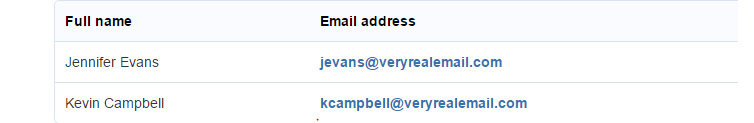 Full name Email address
Jennifer Evans jevans@veryrealemail.com
Kevin Campbell kcampbell@veryrealemail.com